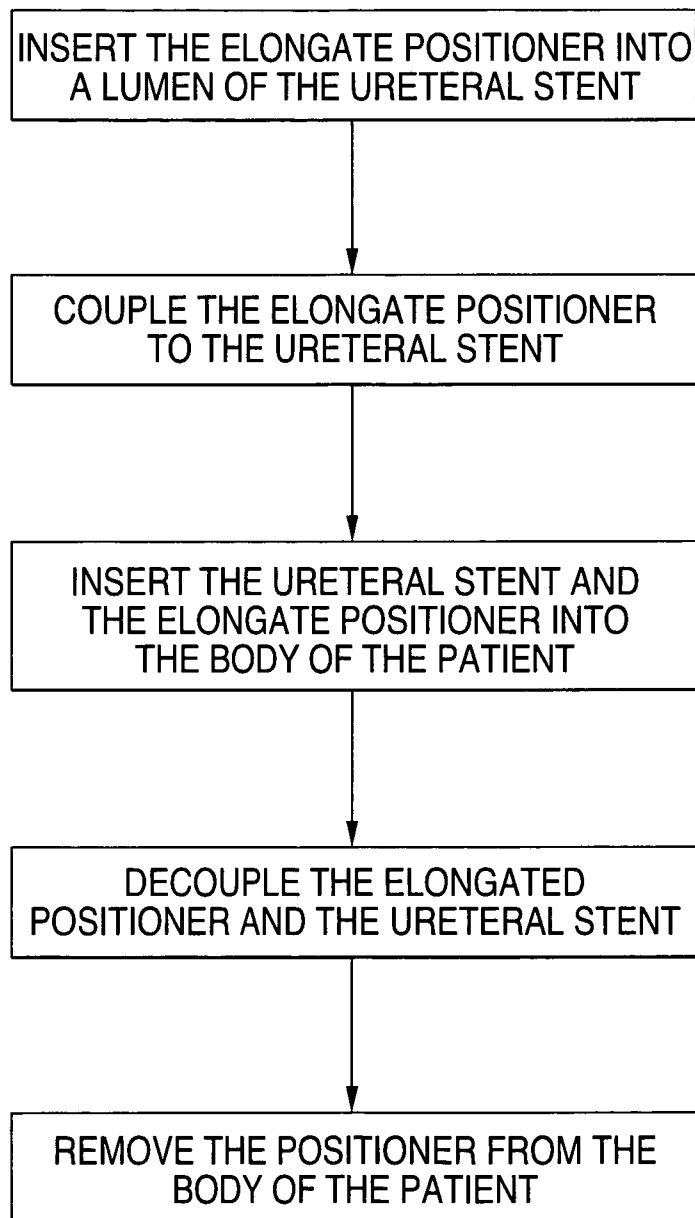 INSERT THE ELONGATE POSITIONER INTO
A LUMEN OF THE URETERAL STENT
COUPLE THE ELONGATE POSITIONER
TO THE URETERAL STENT
INSERT THE URETERAL STENT AND
THE ELONGATE POSITIONER INTO
THE BODY OF THE PATIENT
DECOUPLE THE ELONGATED
POSITIONER AND THE URETERAL STENT
REMOVE THE POSITIONER FROM THE
BODY OF THE PATIENT